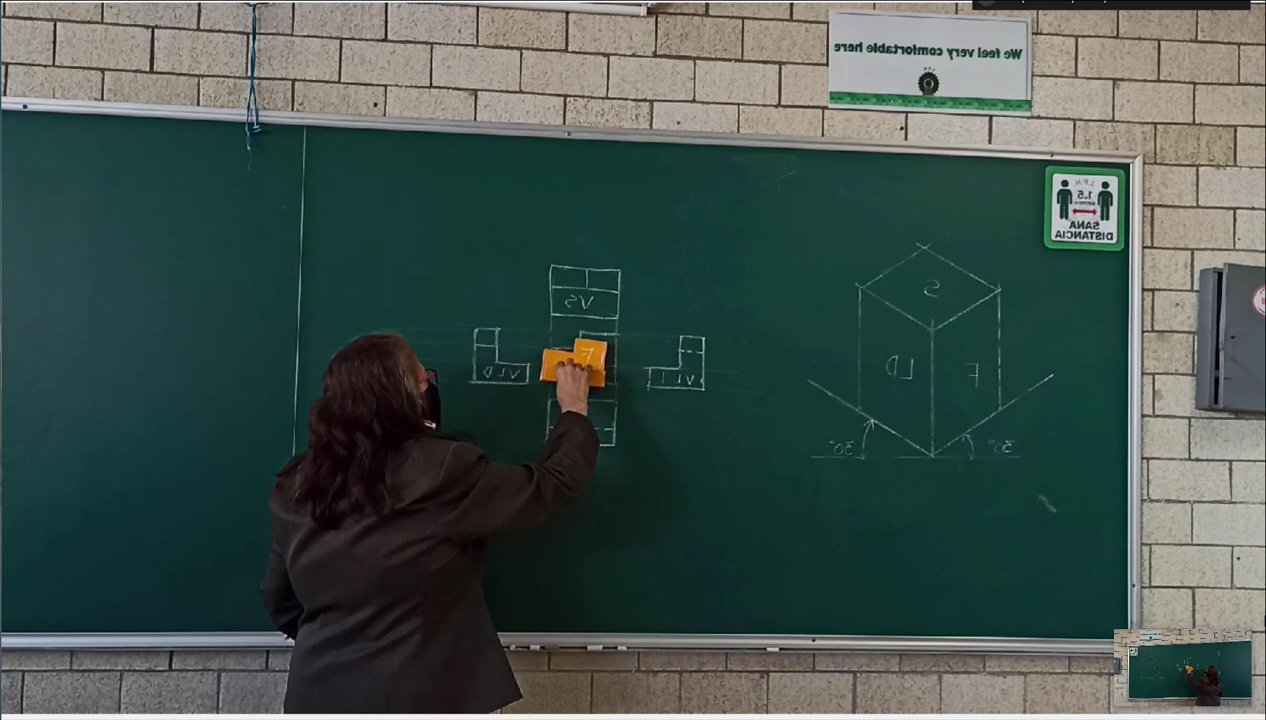 We feel very comfortable here
1.5
SANA
DISTANCIA
VS
S
F
VLD
VLI
LD
F
30°
30°